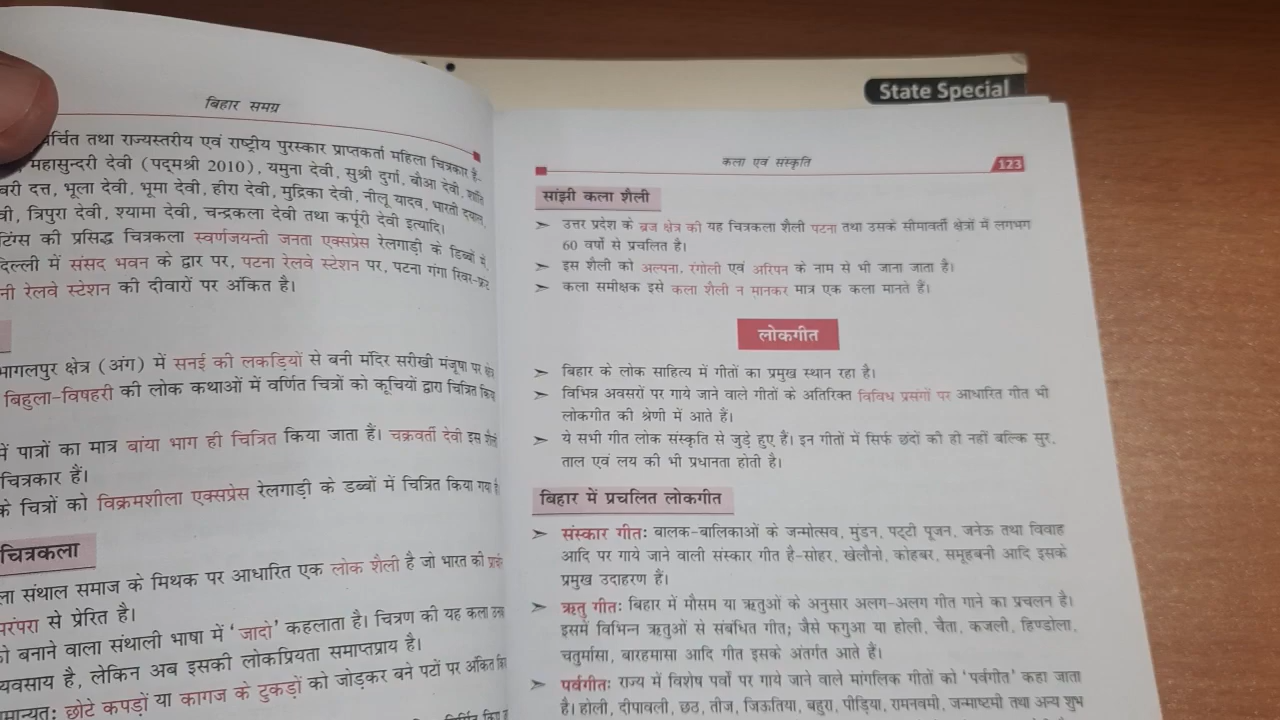 State Special
बिहार समग्र
चर्चित तथा राज्यस्तरीय एवं राष्ट्रीय पुरस्कार प्राप्तकर्ता महिला चित्रकार हैं-
महासुन्दरी देवी (पद्मश्री 2010), यमुना देवी, सुश्री दुर्गा, बौआ देवी, शांति
दत्त, भूला देवी, भूमा देवी, हीरा देवी, मुद्रिका देवी, नीलू यादव, भारती दयाल,
त्रिपुरा देवी, श्यामा देवी, चन्द्रकला देवी तथा कर्पूरी देवी इत्यादि।
की प्रसिद्ध चित्रकला स्वर्णजयन्ती जनता एक्सप्रेस रेलगाड़ी के डिब्बों में,
दिल्ली में संसद भवन के द्वार पर, पटना रेलवे स्टेशन पर, पटना गंगा रिवर-फ्रंट
रेलवे स्टेशन की दीवारों पर अंकित है।
भागलपुर क्षेत्र (अंग) में सनई की लकड़ियों से बनी मंदिर सरीखी मंजूषा पर
बिहुला-विषहरी की लोक कथाओं में वर्णित चित्रों को कूचियों द्वारा चित्रित किया
में पात्रों का मात्र बांया भाग ही चित्रित किया जाता हैं। चक्रवर्ती देवी इस
चित्रकार हैं।
के चित्रों को विक्रमशीला एक्सप्रेस रेलगाड़ी के डब्बों में चित्रित किया गया है
चित्रकला
संथाल समाज के मिथक पर आधारित एक लोक शैली है जो भारत की
परंपरा से प्रेरित है।
बनाने वाला संथाली भाषा में 'जादो' कहलाता है। चित्रण की यह कला
व्यवसाय है, लेकिन अब इसकी लोकप्रियता समाप्तप्राय है।
छोटे कपड़ों या कागज के टुकड़ों को जोड़कर बने पटों पर अंकित
कला एवं संस्कृति
123
सांझी कला शैली
➤ उत्तर प्रदेश के ब्रज क्षेत्र की यह चित्रकला शैली पटना तथा उसके सीमावर्ती क्षेत्रों में लगभग
60 वर्षो से प्रचलित है।
➤ इस शैली को अल्पना, रंगोली एवं अरिपन के नाम से भी जाना जाता है।
➤ कला समीक्षक इसे कला शैली न मानकर मात्र एक कला मानते हैं।
लोकगीत
➤ बिहार के लोक साहित्य में गीतों का प्रमुख स्थान रहा है।
➤ विभिन्न अवसरों पर गाये जाने वाले गीतों के अतिरिक्त विविध प्रसंगों पर आधारित गीत भी
लोकगीत की श्रेणी में आते हैं।
➤ ये सभी गीत लोक संस्कृति से जुड़े हुए हैं। इन गीतों में सिर्फ छंदों की ही नहीं बल्कि सुर,
ताल एवं लय की भी प्रधानता होती है।
बिहार में प्रचलित लोकगीत
➤ संस्कार गीतः बालक-बालिकाओं के जन्मोत्सव, मुंडन, पट्टी पूजन, जनेऊ तथा विवाह
आदि पर गाये जाने वाली संस्कार गीत है-सोहर, खेलौनो, कोहबर, समूहबनी आदि इसके
प्रमुख उदाहरण हैं।
➤ ऋतु गीतः बिहार में मौसम या ऋतुओं के अनुसार अलग-अलग गीत गाने का प्रचलन है।
इसमें विभिन्न ऋतुओं से संबंधित गीत; जैसे फगुआ या होली, चैता, कजली, हिण्डोला,
चतुर्मासा, बारहमासा आदि गीत इसके अंतर्गत आते हैं।
➤ पर्वगीतः राज्य में विशेष पर्वो पर गाये जाने वाले मांगलिक गीतों को 'पर्वगीत' कहा जाता
है। होली, दीपावली, छठ, तीज, जिऊतिया, बहुरा, पीड़िया, रामनवमी, जन्माष्टमी तथा अन्य शुभ